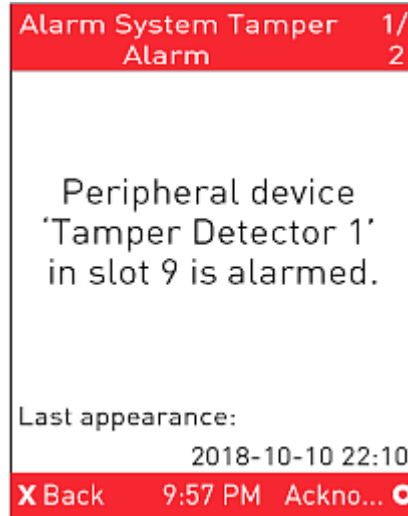 Alarm System Tamper 1/
Alarm 2
Peripheral device
‘Tamper Detector 1’
in slot 9 is alarmed.
Last appearance:
2018-10-10 22:10
X Back 9:57 PM Ackno...